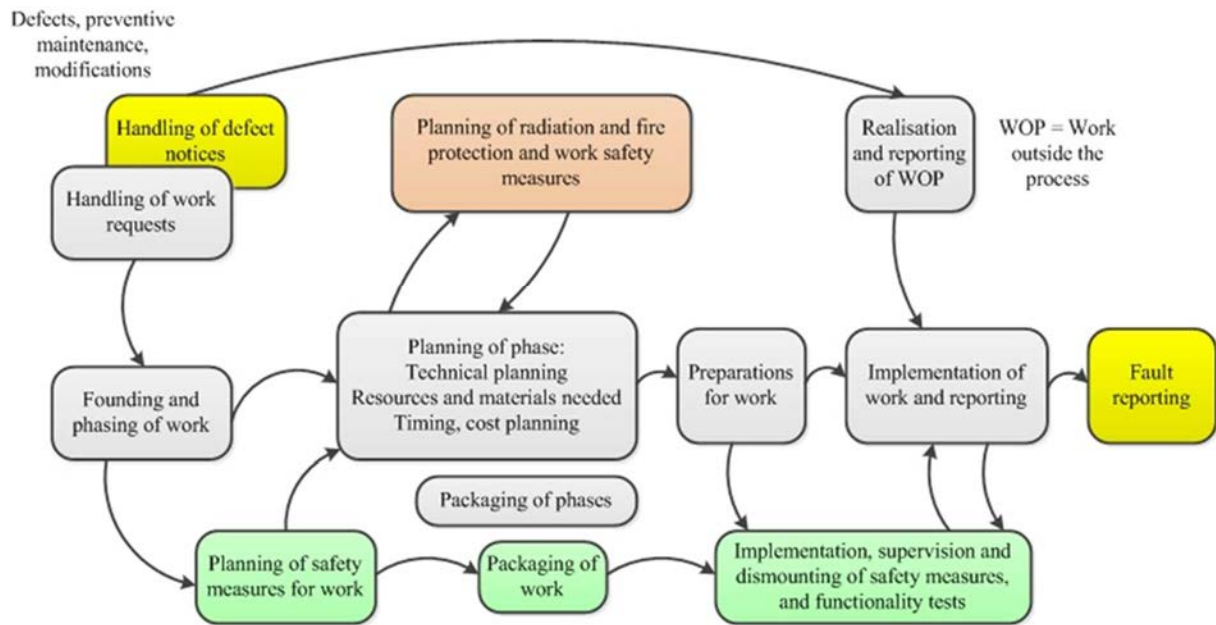 Defects, preventive
maintenance,
modifications
Handling of defect
notices
Handling of work
requests
Planning of radiation and fire
protection and work safety
measures
Realisation
and reporting
of WOP
WOP = Work
outside the
process
Founding and
phasing of work
Planning of phase:
Technical planning
Resources and materials needed
Timing, cost planning
Preparations
for work
Implementation of
work and reporting
Fault
reporting
Packaging of phases
Planning of safety
measures for work
Packaging of
work
Implementation, supervision and
dismounting of safety measures,
and functionality tests